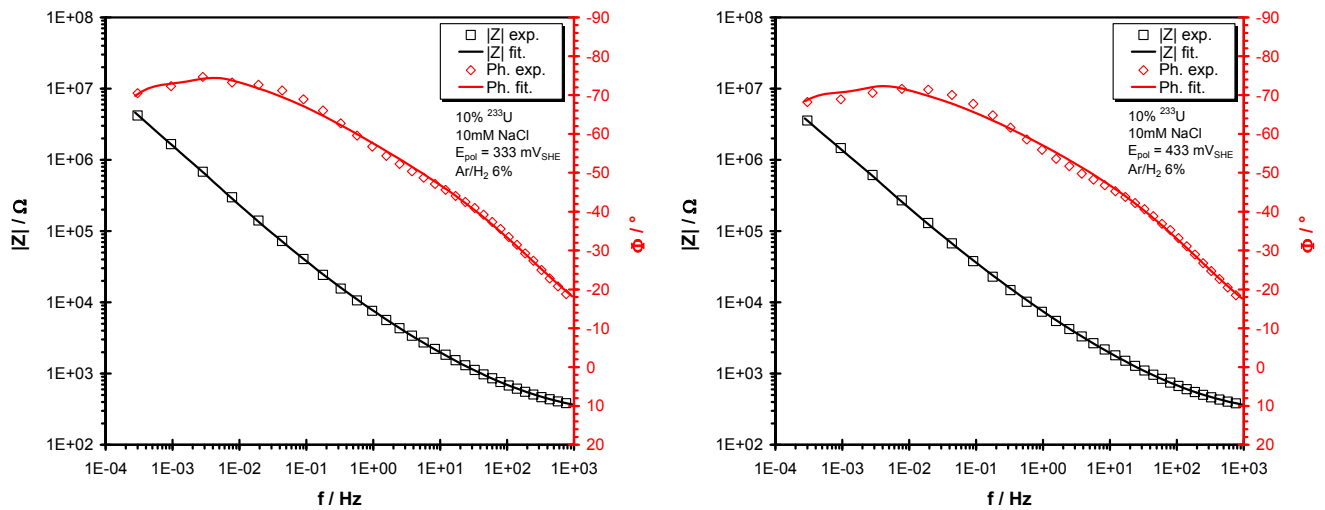 1E+08
1E+07
1E+06
1E+05
1E+04
1E+03
1E+02
|Z| / Ω
1E-04 1E-03 1E-02 1E-01 1E+00 1E+01 1E+02 1E+03
f / Hz
-90
-80
-70
-60
-50
-40
-30
-20
-10
0
10
20
Φ / °
|Z| exp.
|Z| fit.
Ph. exp.
Ph. fit.
10% ²³³U
10mM NaCl
E_pol = 333 mV_SHE
Ar/H₂ 6%
1E+08
1E+07
1E+06
1E+05
1E+04
1E+03
1E+02
|Z| / Ω
1E-04 1E-03 1E-02 1E-01 1E+00 1E+01 1E+02 1E+03
f / Hz
-90
-80
-70
-60
-50
-40
-30
-20
-10
0
10
20
Φ / °
|Z| exp.
|Z| fit.
Ph. exp.
Ph. fit.
10% ²³³U
10mM NaCl
E_pol = 433 mV_SHE
Ar/H₂ 6%